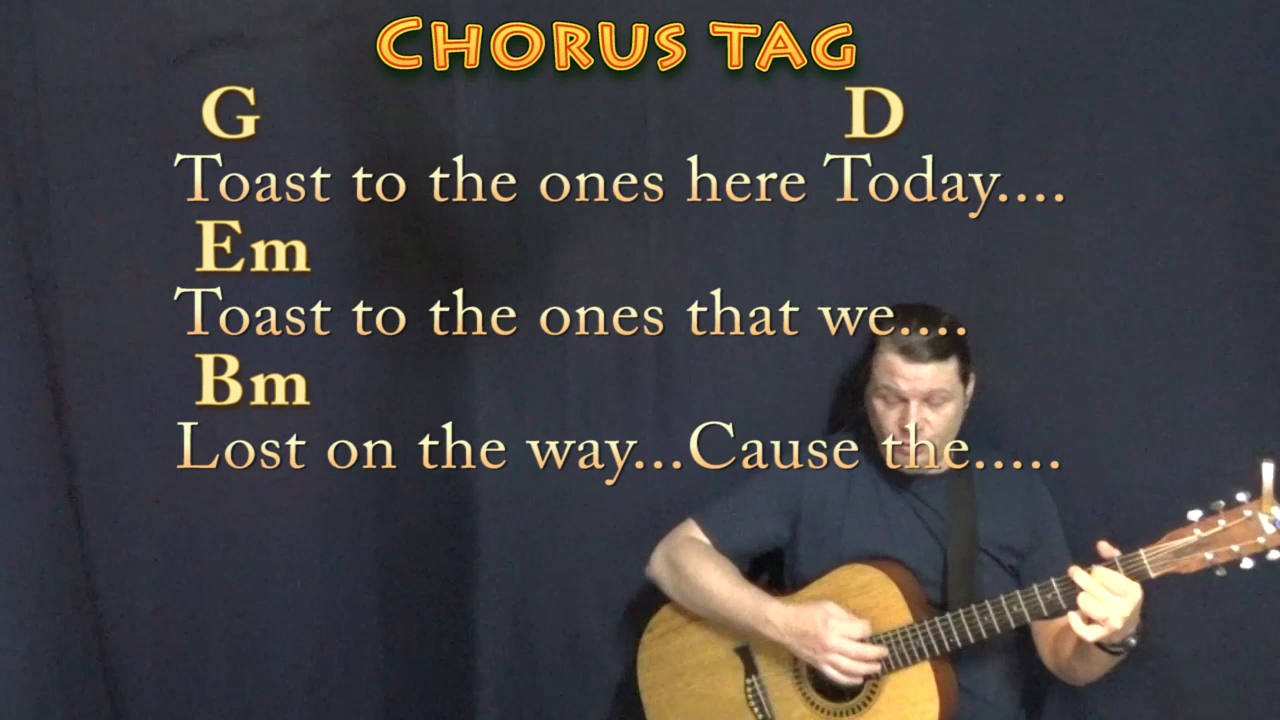 CHORUS TAG
G D
Toast to the ones here Today....
Em
Toast to the ones that we....
Bm
Lost on the way...Cause the.....